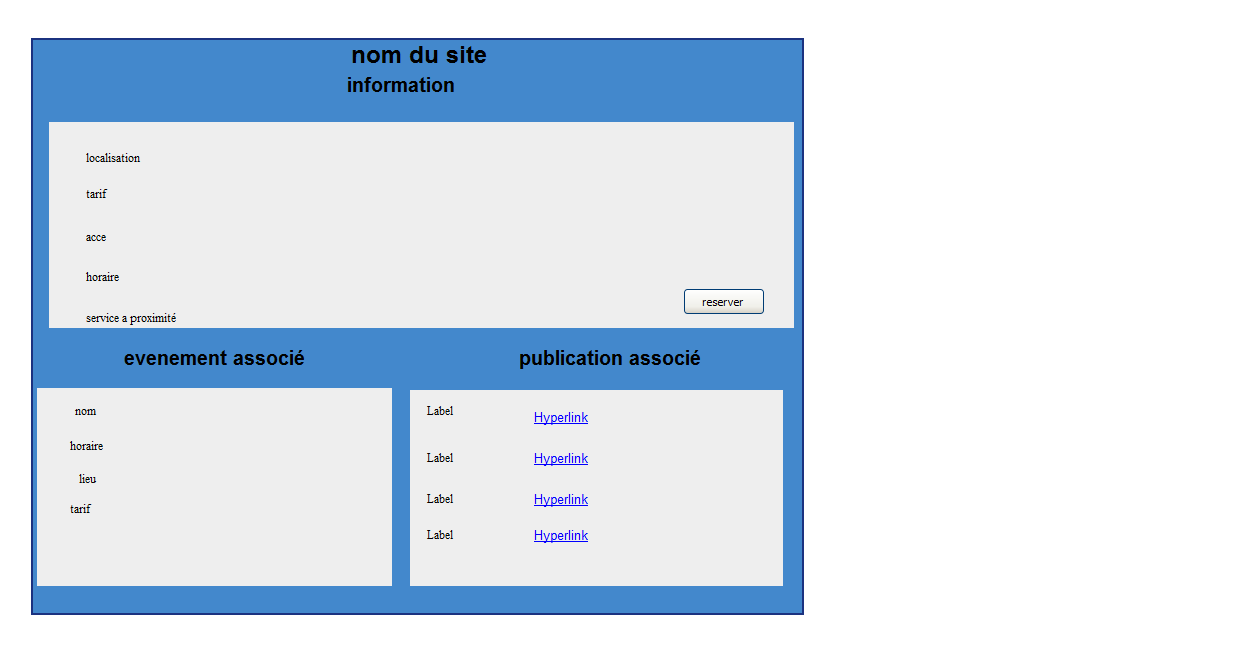 nom du site
information
localisation
tarif
acce
horaire
reserver
service a proximité
evenement associé
nom
horaire
lieu
tarif
publication associé
Label Hyperlink
Label Hyperlink
Label Hyperlink
Label Hyperlink